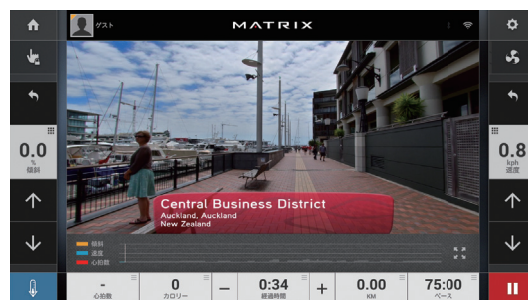 ゲスト
MATRIX
0.0
%
傾斜
0.8
kph
速度
Central Business District
Auckland, Auckland
New Zealand
傾斜
速度
心拍数
-
心拍数
0
カロリー
−
0:34
経過時間
+
0.00
KM
75:00
ペース